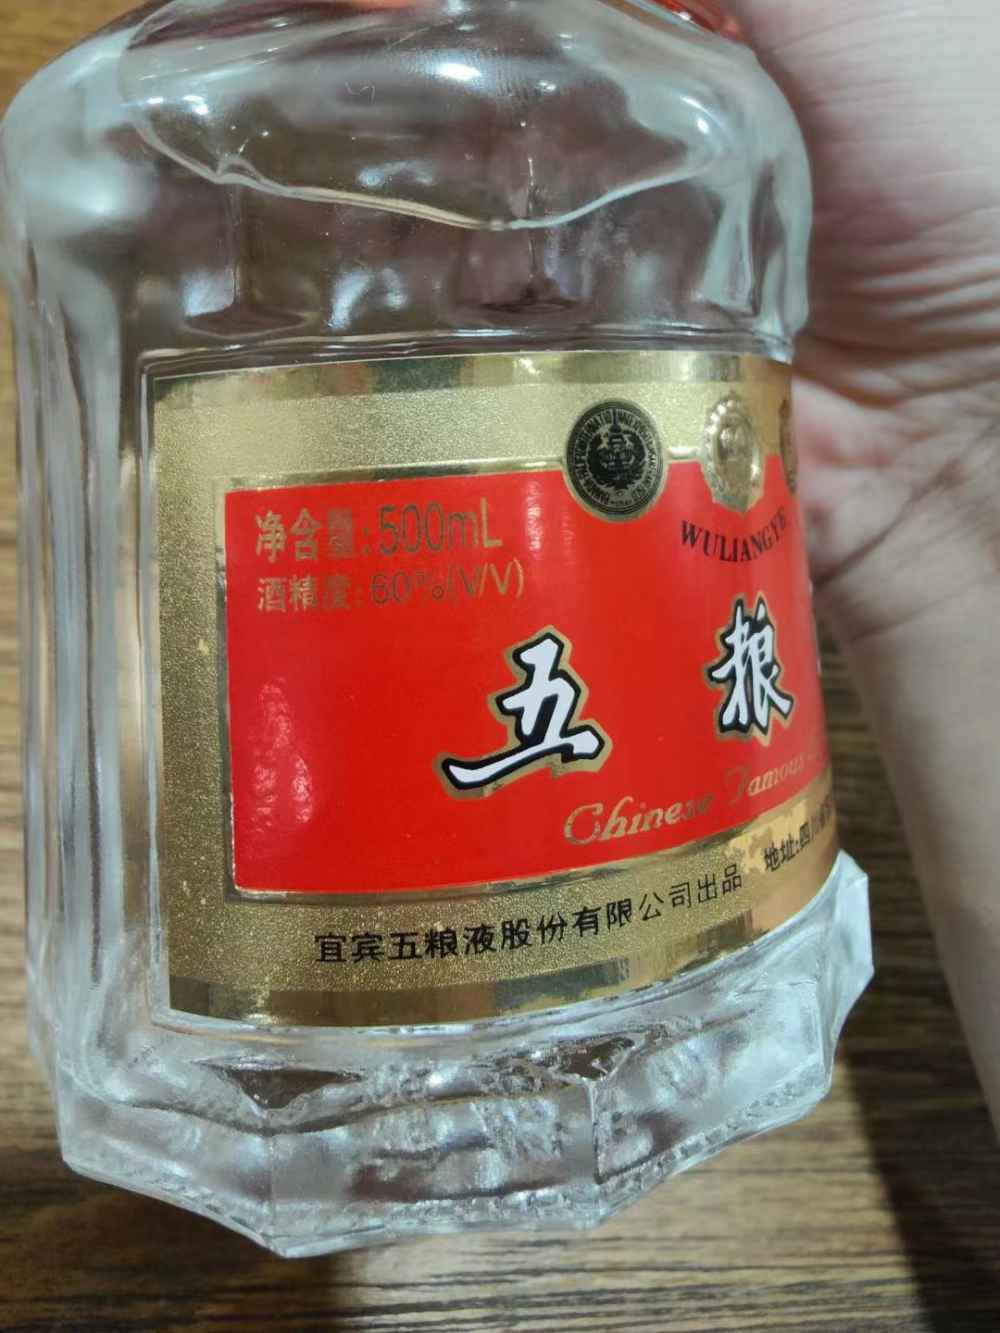 净含量:500mL
酒精度:60%(V/V)
WULIANGYE
五粮
Chinese Famous
宜宾五粮液股份有限公司出品
地址:四川